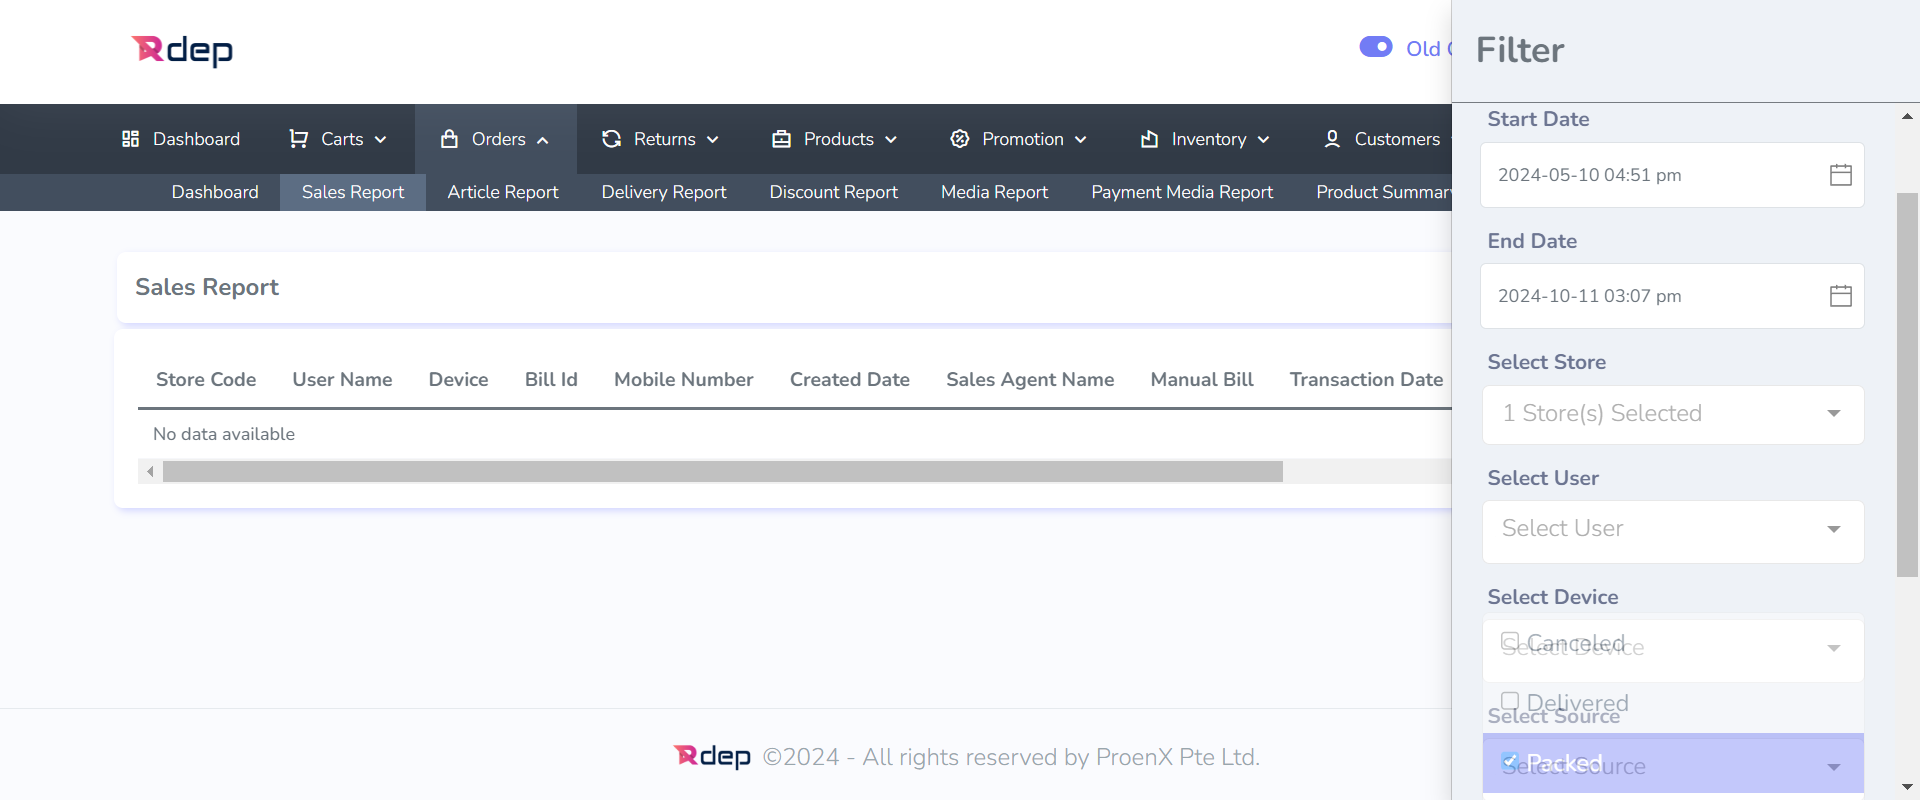 Rdep
Old
Filter
Dashboard Carts Orders Returns Products Promotion Inventory Customers
Dashboard Sales Report Article Report Delivery Report Discount Report Media Report Payment Media Report Product Summary
Sales Report
Store Code User Name Device Bill Id Mobile Number Created Date Sales Agent Name Manual Bill Transaction Date
No data available
Start Date
2024-05-10 04:51 pm
End Date
2024-10-11 03:07 pm
Select Store
1 Store(s) Selected
Select User
Select User
Select Device
Canceled
Select Device
Delivered
Select Source
Packed
Select Source
Rdep ©2024 - All rights reserved by ProenX Pte Ltd.